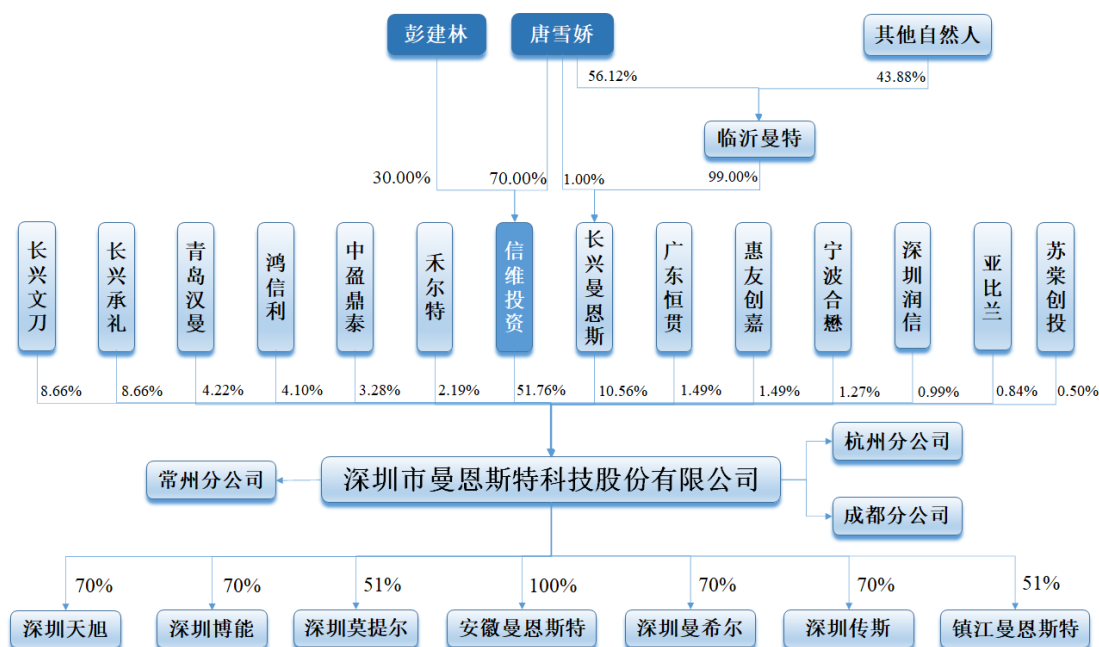 彭建林
唐雪娇
其他自然人
56.12%
43.88%
临沂曼特
30.00%
70.00%
1.00%
99.00%
长兴文刀
长兴承礼
青岛汉曼
鸿信利
中盈鼎泰
禾尔特
信维投资
长兴曼恩斯
广东恒贯
惠友创嘉
宁波合懋
深圳润信
亚比兰
苏棠创投
8.66%
8.66%
4.22%
4.10%
3.28%
2.19%
51.76%
10.56%
1.49%
1.49%
1.27%
0.99%
0.84%
0.50%
杭州分公司
常州分公司
深圳市曼恩斯特科技股份有限公司
成都分公司
70%
70%
51%
100%
70%
70%
51%
深圳天旭
深圳博能
深圳莫提尔
安徽曼恩斯特
深圳曼希尔
深圳传斯
镇江曼恩斯特